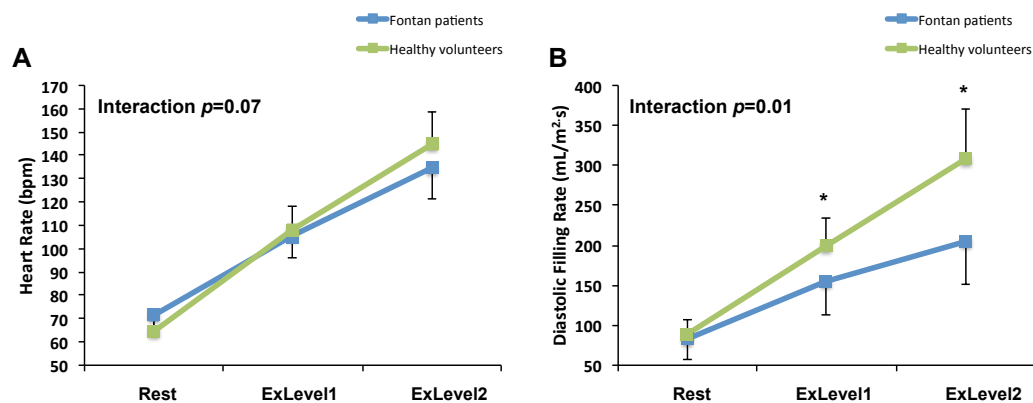 Fontan patients
Healthy volunteers
A
Interaction p=0.07
Heart Rate (bpm)
170
160
150
140
130
120
110
100
90
80
70
60
50
Rest
ExLevel1
ExLevel2
Fontan patients
Healthy volunteers
B
Interaction p=0.01
Diastolic Filling Rate (mL/m²·s)
400
350
300
250
200
150
100
50
*
*
Rest
ExLevel1
ExLevel2